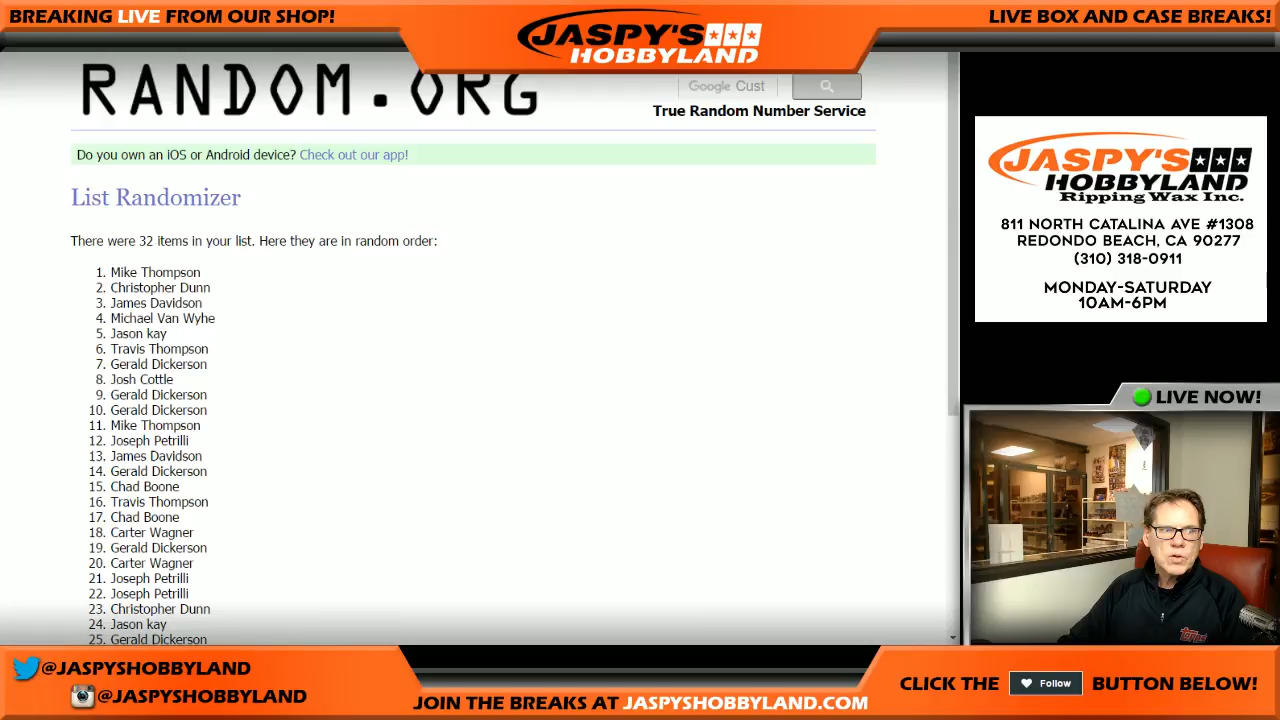 BREAKING LIVE FROM OUR SHOP!
JASPY'S
HOBBYLAND
LIVE BOX AND CASE BREAKS!
RANDOM.ORG
Google Cust
True Random Number Service
Do you own an iOS or Android device? Check out our app!
List Randomizer
There were 32 items in your list. Here they are in random order:
1. Mike Thompson
2. Christopher Dunn
3. James Davidson
4. Michael Van Wyhe
5. Jason kay
6. Travis Thompson
7. Gerald Dickerson
8. Josh Cottle
9. Gerald Dickerson
10. Gerald Dickerson
11. Mike Thompson
12. Joseph Petrilli
13. James Davidson
14. Gerald Dickerson
15. Chad Boone
16. Travis Thompson
17. Chad Boone
18. Carter Wagner
19. Gerald Dickerson
20. Carter Wagner
21. Joseph Petrilli
22. Joseph Petrilli
23. Christopher Dunn
24. Jason kay
25. Gerald Dickerson
JASPY'S
HOBBYLAND
Ripping Wax Inc.
811 NORTH CATALINA AVE #1308
REDONDO BEACH, CA 90277
(310) 318-0911
MONDAY-SATURDAY
10AM-6PM
LIVE NOW!
Topps
@JASPYSHOBBYLAND
@JASPYSHOBBYLAND
JOIN THE BREAKS AT JASPYSHOBBYLAND.COM
CLICK THE Follow BUTTON BELOW!